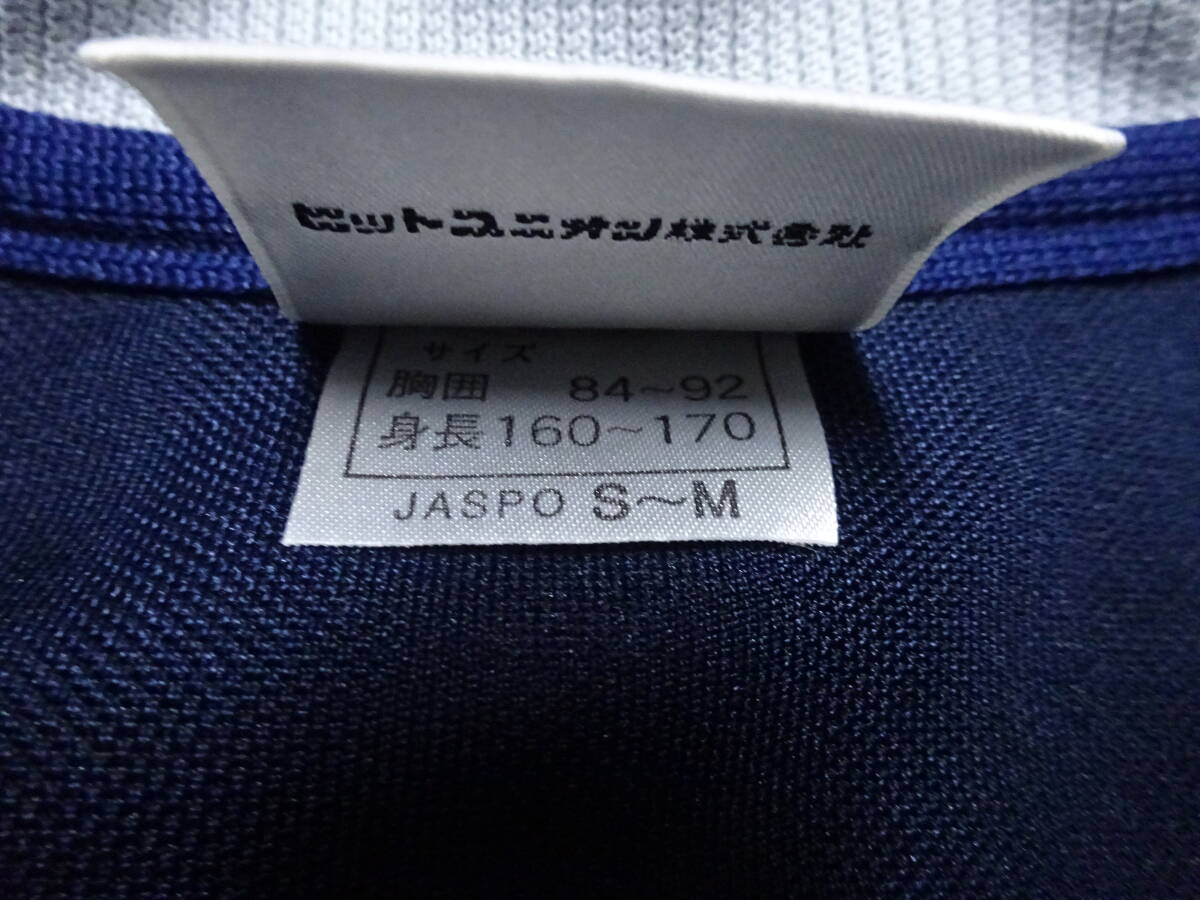 ヒットユニオン株式会社
サイズ
胸囲 84～92
身長160～170
JASPO S～M